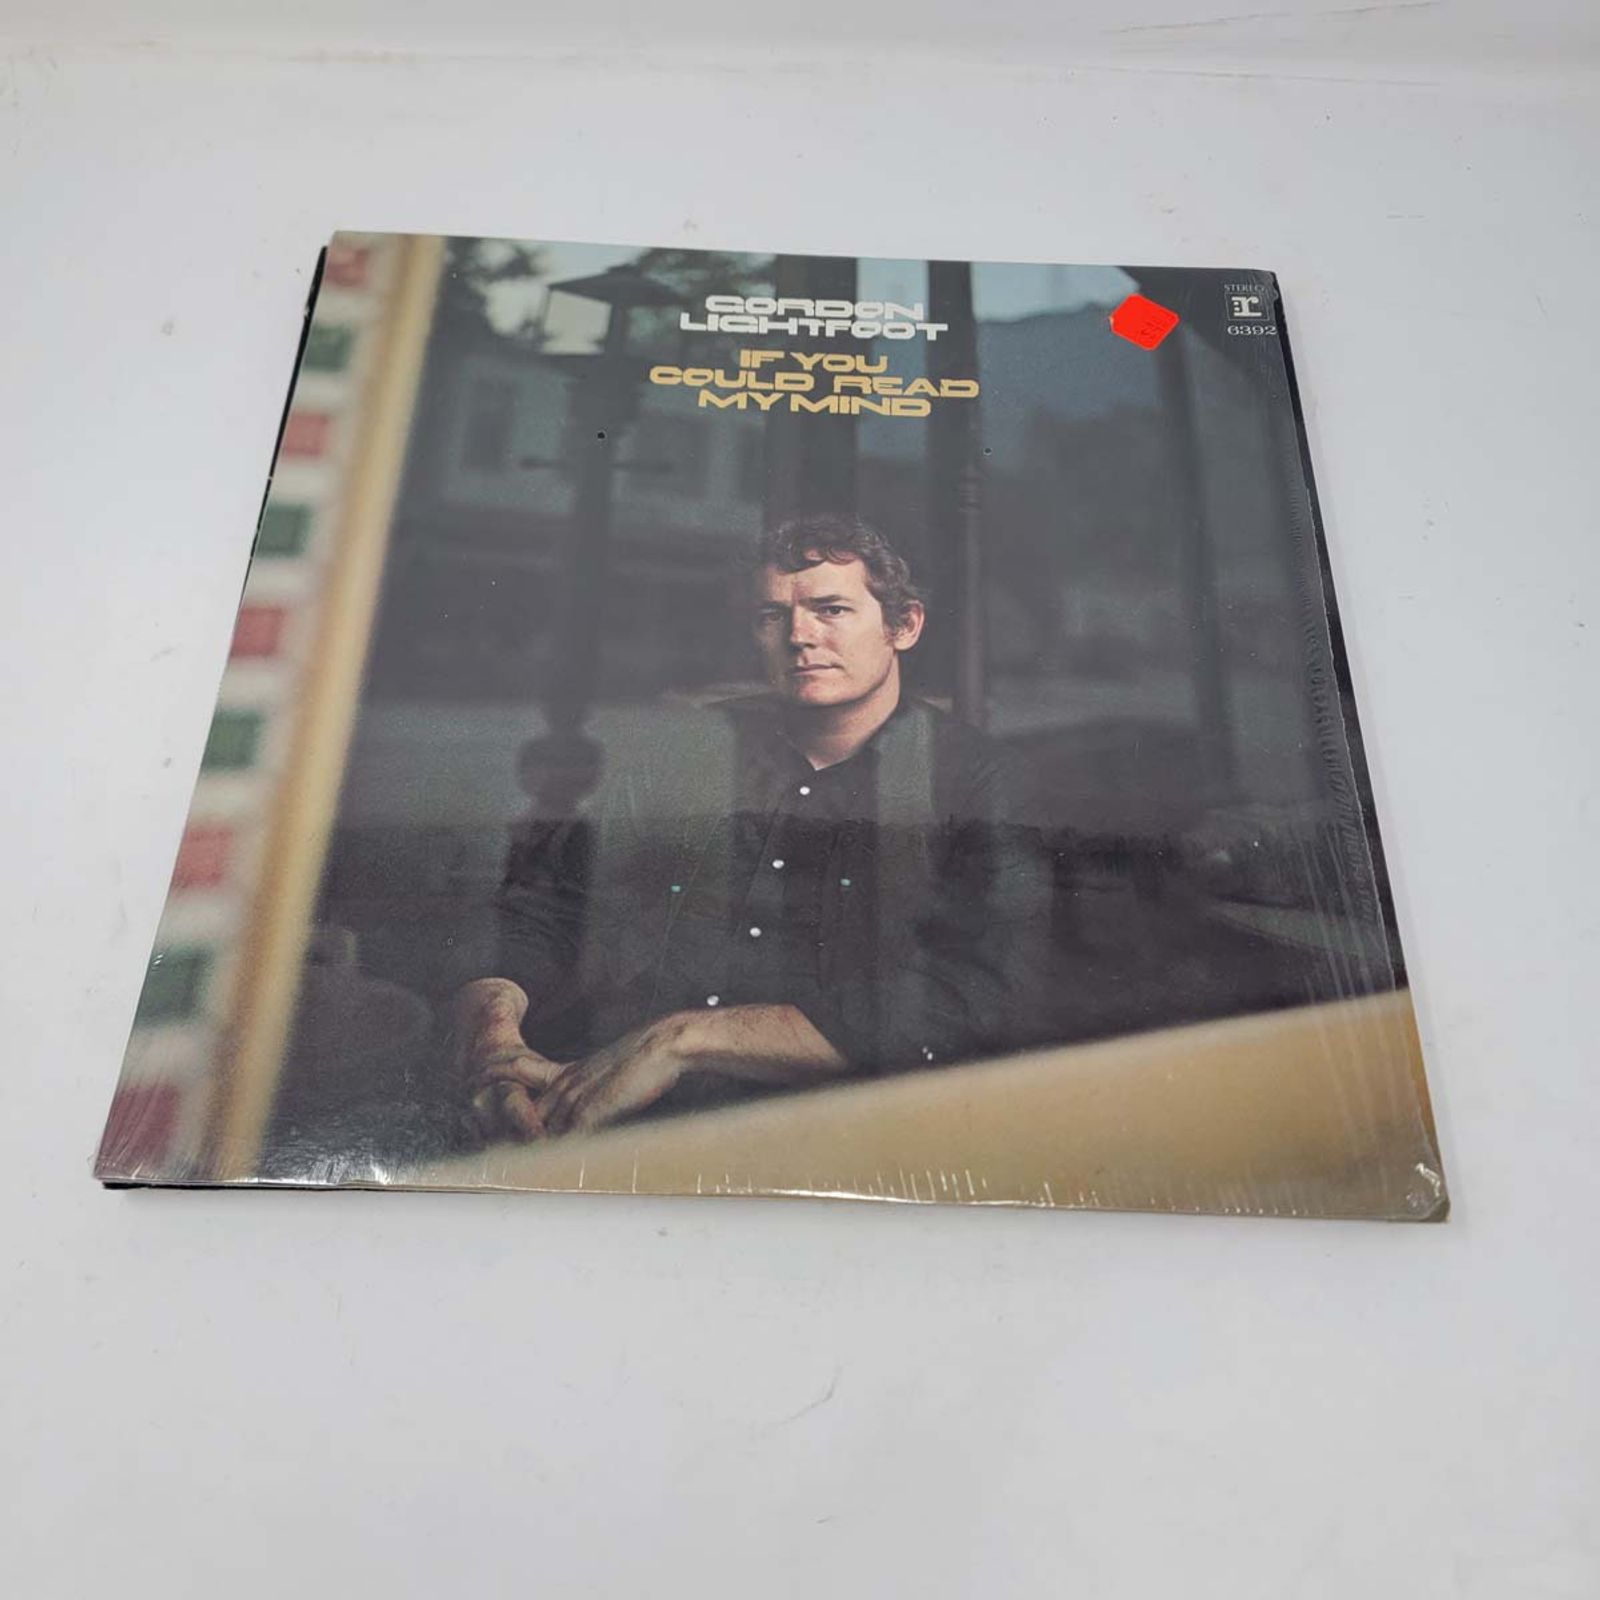 GORDON
LIGHTFOOT
IF YOU
COULD READ
MY MIND
STEREO
r:
6392